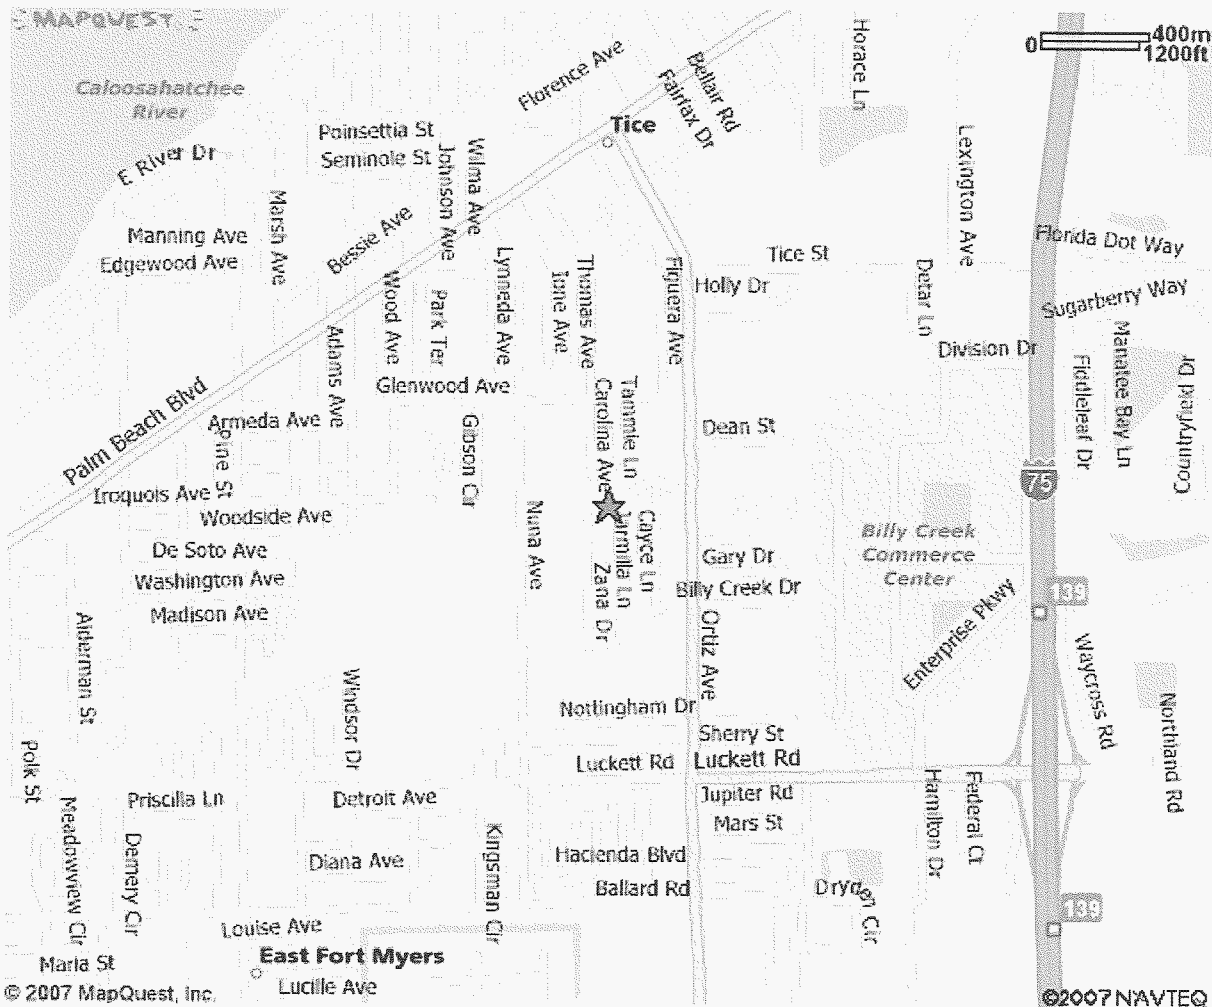 MAPQUEST
0
400m
1200ft
Horace Ln
Florence Ave
Bellair Rd
Fairfax Dr
Caloosahatchee
River
Tice
Poinsettia St
Seminole St
E River Dr
Johnson Ave
Wilma Ave
Lexington Ave
Marsh Ave
Bessie Ave
Manning Ave
Edgewood Ave
Florida Dot Way
Tice St
Holly Dr
Figuera Ave
Thomas Ave
Ione Ave
Lynneda Ave
Wood Ave
Park Ter
Adams Ave
Detar Ln
Sugarberry Way
Division Dr
Fiddleleaf Dr
Manatee Bay Ln
Countryfield Dr
Glenwood Ave
Palm Beach Blvd
Armeda Ave
Pine St
Gibson Cir
Carolina Ave
Tammie Ln
Dean St
75
Iroquois Ave
Woodside Ave
Nuna Ave
Jarmilla Ln
Cayce Ln
Zana Dr
De Soto Ave
Washington Ave
Madison Ave
Gary Dr
Billy Creek Dr
Billy Creek
Commerce
Center
Enterprise Pkwy
139
Ortiz Ave
Alderman St
Windsor Dr
Waycross Rd
Northland Rd
Nottingham Dr
Sherry St
Luckett Rd
Luckett Rd
Polk St
Priscilla Ln
Detroit Ave
Jupiter Rd
Mars St
Hamilton Dr
Federal Ct
Meadowview Cir
Demery Cir
Diana Ave
Kingsman Cir
Hacienda Blvd
Ballard Rd
Dryden Cir
139
Louise Ave
East Fort Myers
Maria St
Lucille Ave
© 2007 MapQuest, Inc.
©2007 NAVTEQ